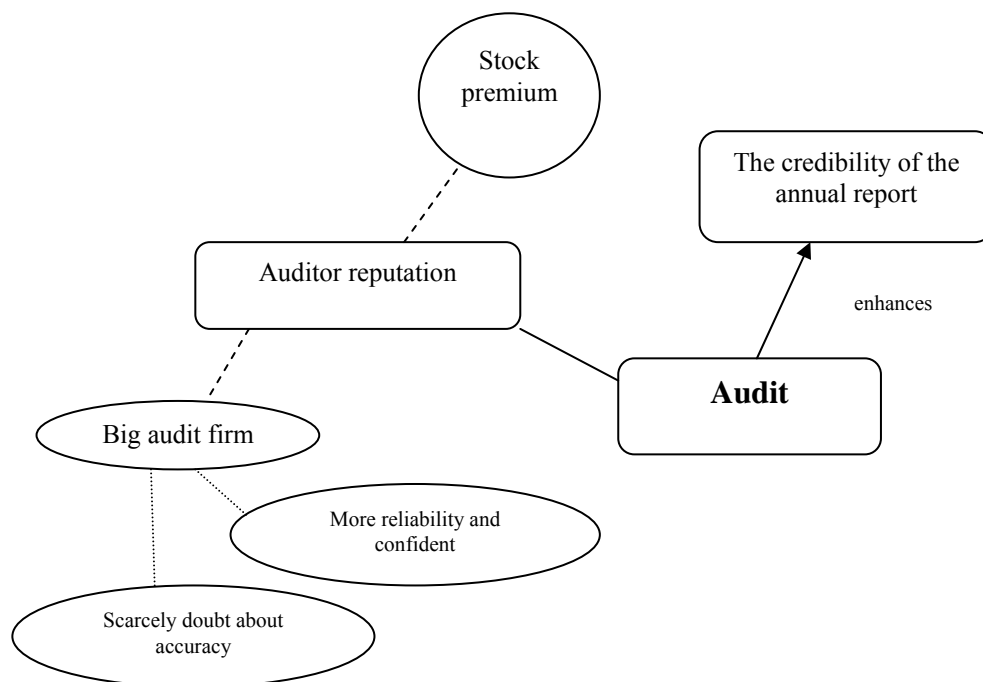 Stock
premium
The credibility of the
annual report
Auditor reputation
enhances
Audit
Big audit firm
More reliability and
confident
Scarcely doubt about
accuracy